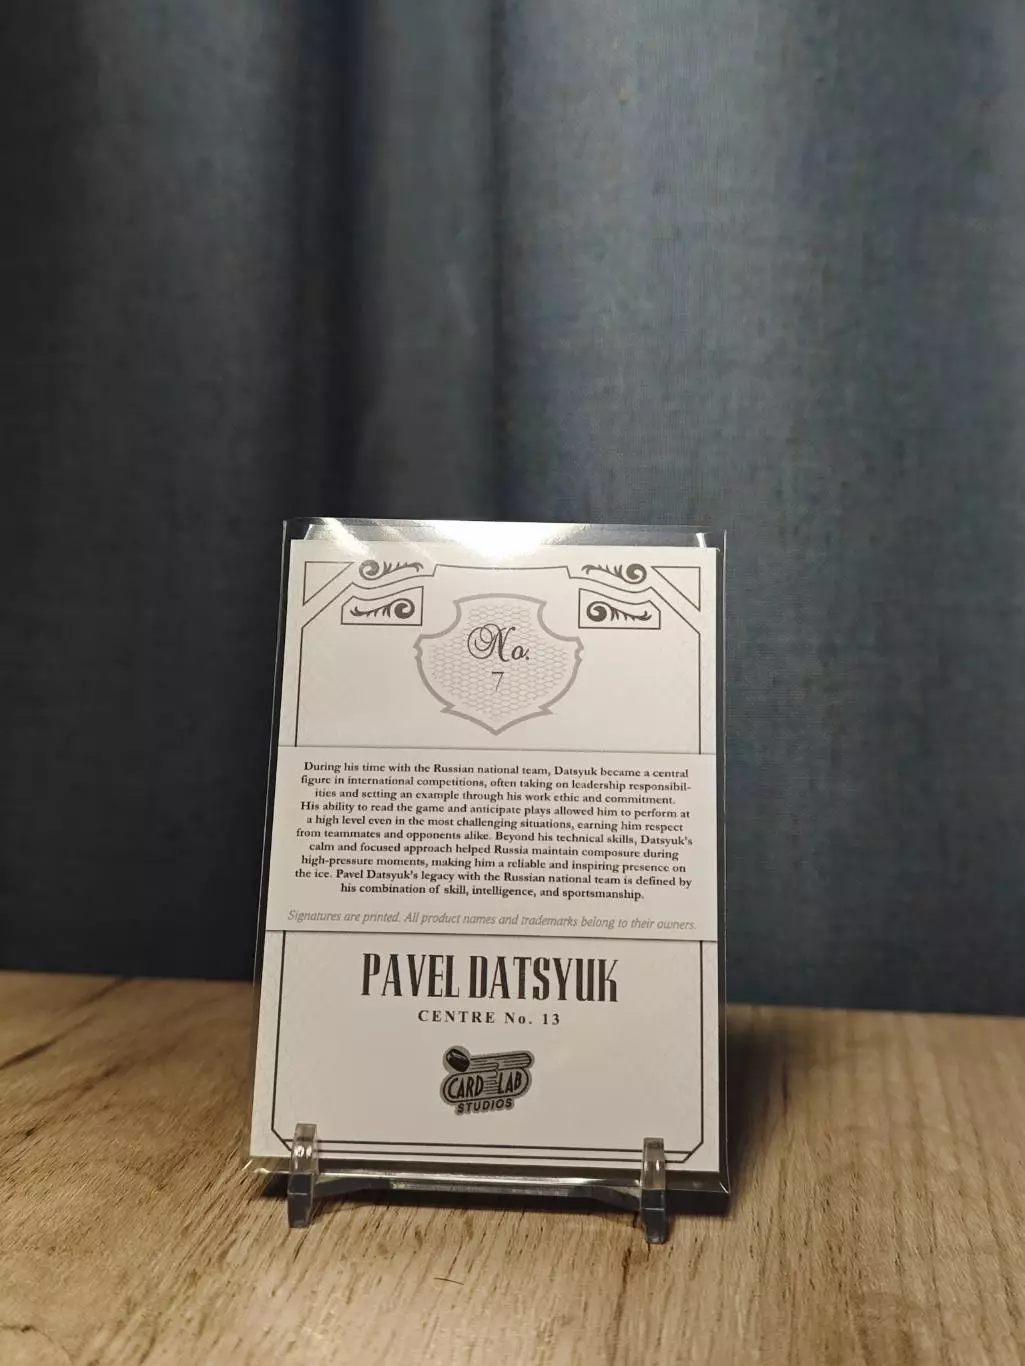 No.
7
During his time with the Russian national team, Datsyuk became a central
figure in international competitions, often taking on leadership responsibil-
ities and setting an example through his work ethic and commitment.
His ability to read the game and anticipate plays allowed him to perform at
a high level even in the most challenging situations, earning him respect
from teammates and opponents alike. Beyond his technical skills, Datsyuk's
calm and focused approach helped Russia maintain composure during
high-pressure moments, making him a reliable and inspiring presence on
the ice. Pavel Datsyuk's legacy with the Russian national team is defined by
his combination of skill, intelligence, and sportsmanship.
Signatures are printed. All product names and trademarks belong to their owners.
PAVEL DATSYUK
CENTRE No. 13
CARD LAB
STUDIOS